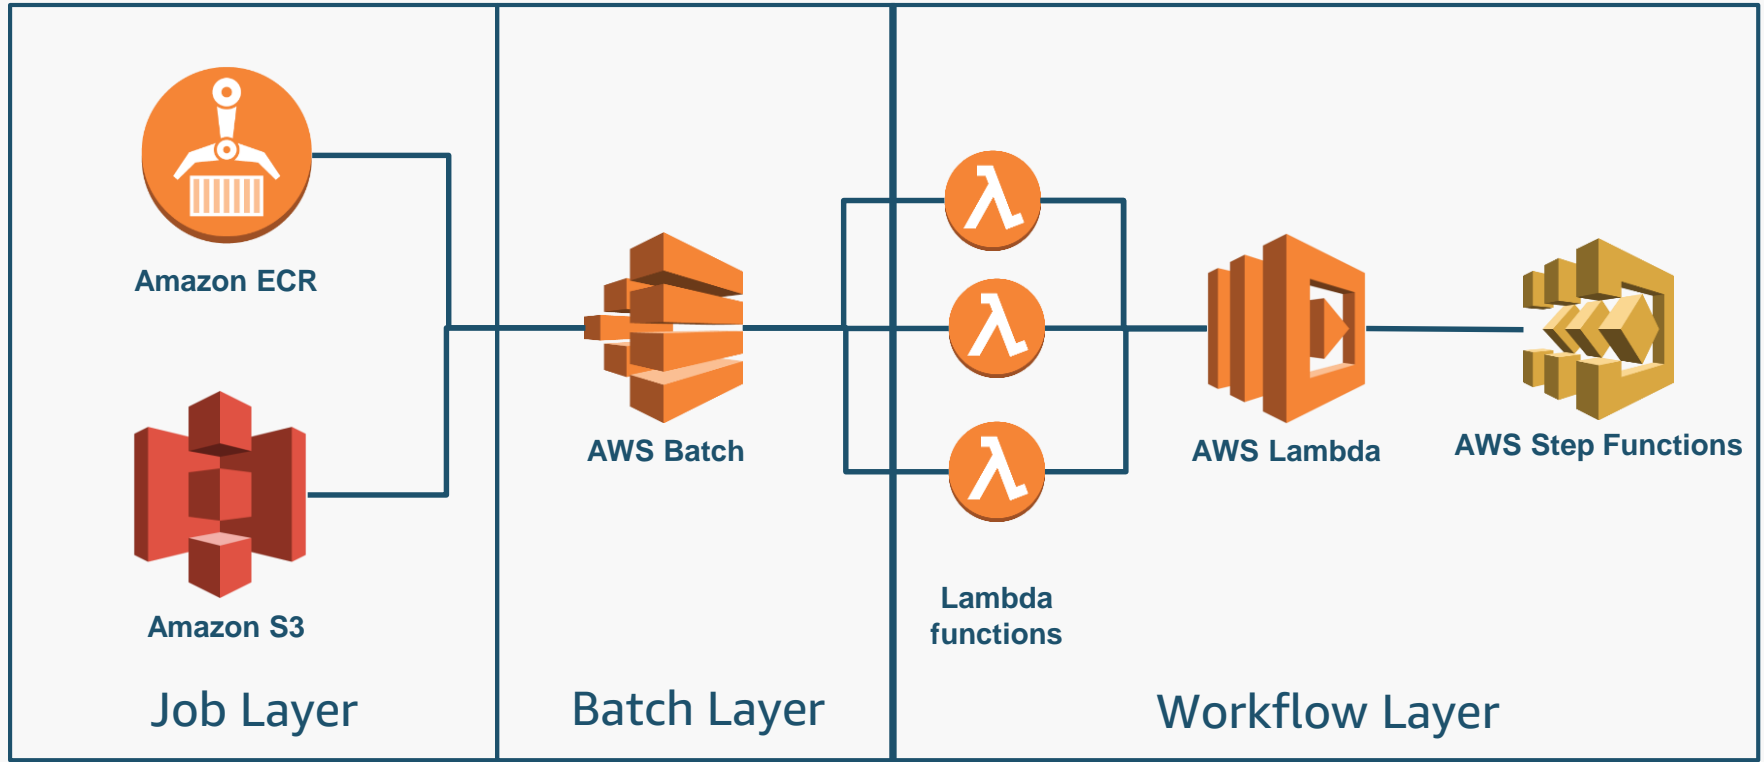 Amazon ECR
Amazon S3
Job Layer
AWS Batch
Batch Layer
Lambda
functions
AWS Lambda
AWS Step Functions
Workflow Layer